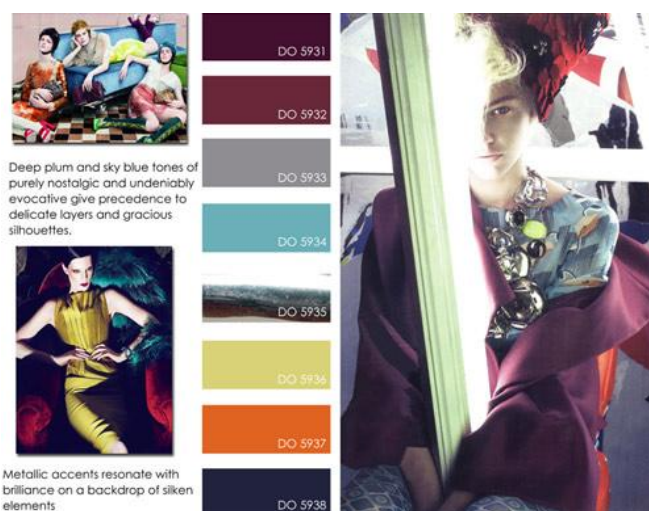 Deep plum and sky blue tones of
purely nostalgic and undeniably
evocative give precedence to
delicate layers and gracious
silhouettes.
Metallic accents resonate with
brilliance on a backdrop of silken
elements
DO 5931
DO 5932
DO 5933
DO 5934
DO 5935
DO 5936
DO 5937
DO 5938